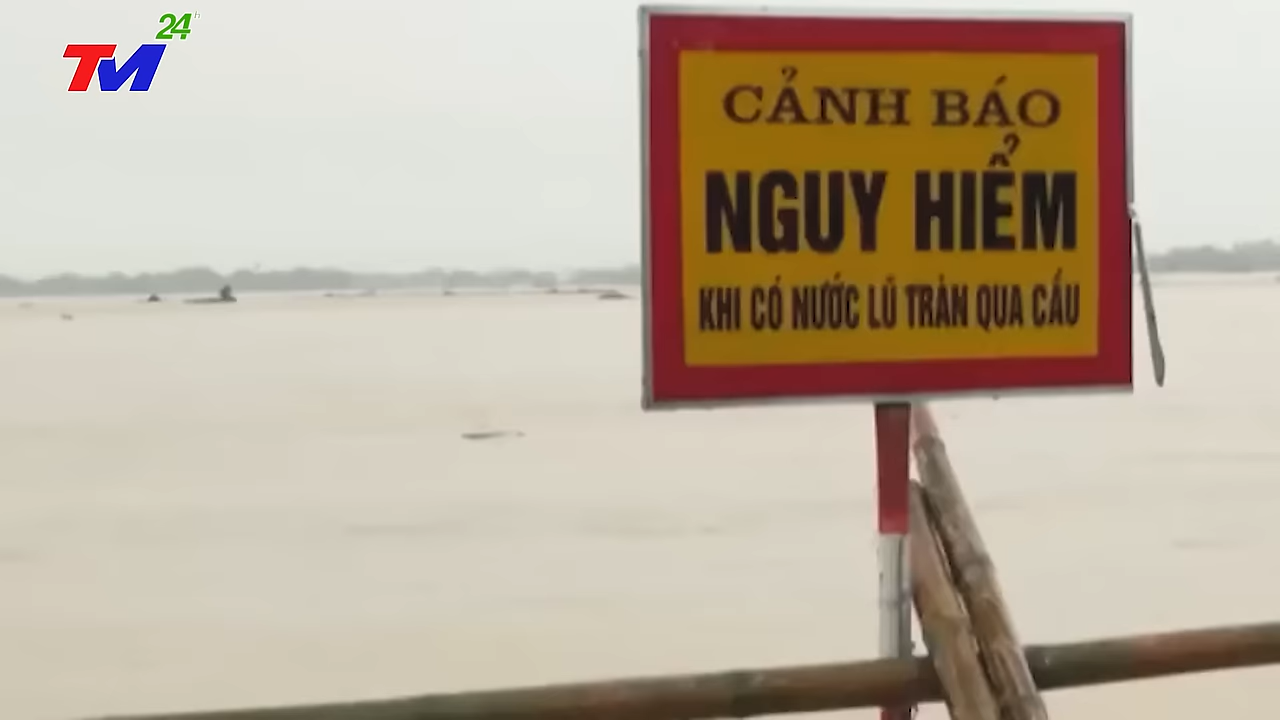 TM 24h
CẢNH BÁO
NGUY HIỂM
KHI CÓ NƯỚC LŨ TRÀN QUA CẦU